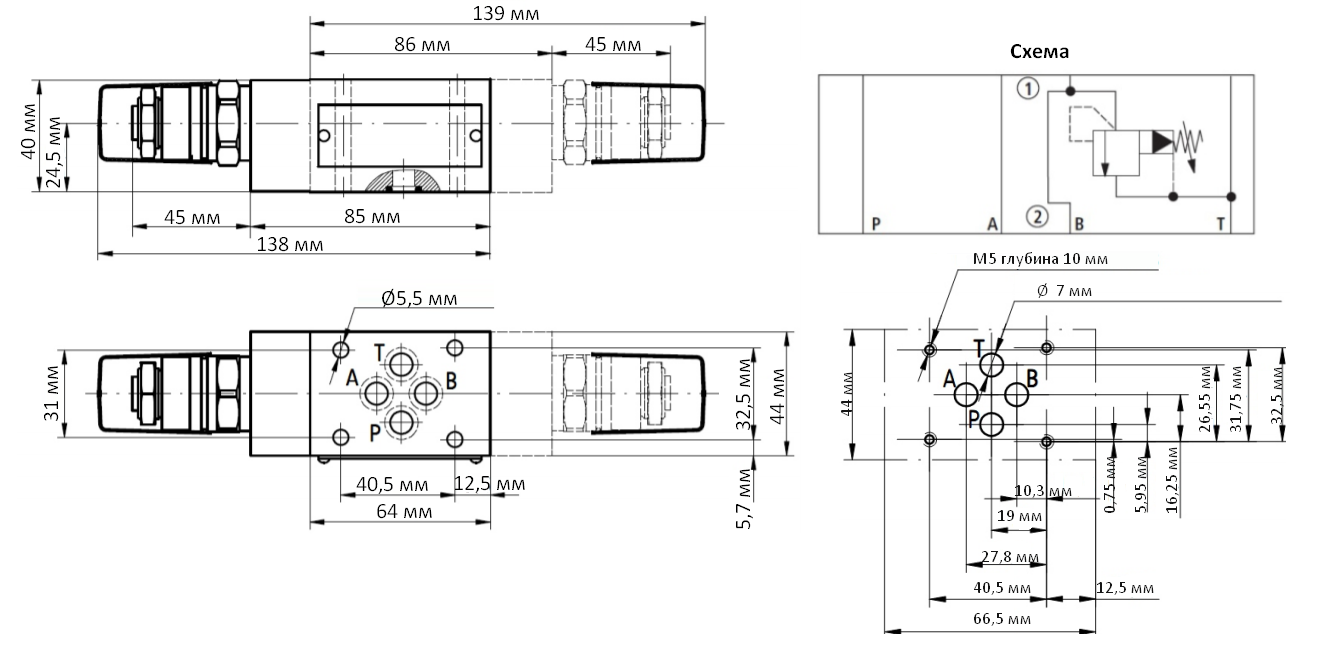 139 мм
86 мм
45 мм
40 мм
24,5 мм
45 мм
85 мм
138 мм
Схема
1
2
P
A
B
T
Ø5,5 мм
T
A
B
P
31 мм
32,5 мм
44 мм
40,5 мм
12,5 мм
64 мм
5,7 мм
M5 глубина 10 мм
Ø 7 мм
T
A
B
P
44 мм
26,55 мм
31,75 мм
32,5 мм
10,3 мм
0,75 мм
5,95 мм
16,25 мм
19 мм
27,8 мм
40,5 мм
12,5 мм
66,5 мм